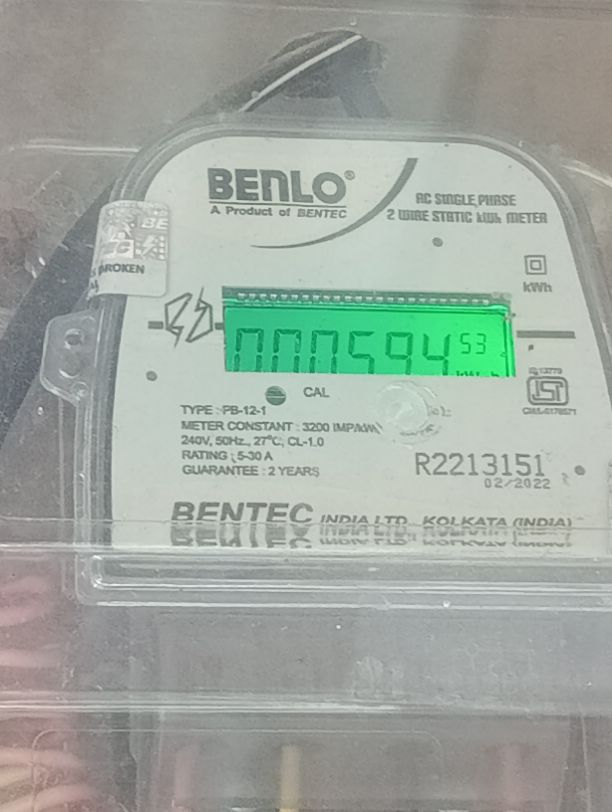 BENLO®
A Product of BENTEC
AC SINGLE PHASE
2 WIRE STATIC kWh METER
BE
BROKEN
kWh
000594 53
CAL
TYPE : PB-12-1
METER CONSTANT : 3200 IMP/kWh
240V, 50Hz., 27°C, CL-1.0
RATING : 5-30 A
GUARANTEE : 2 YEARS
R2213151
02/2022
BENTEC INDIA LTD., KOLKATA (INDIA)